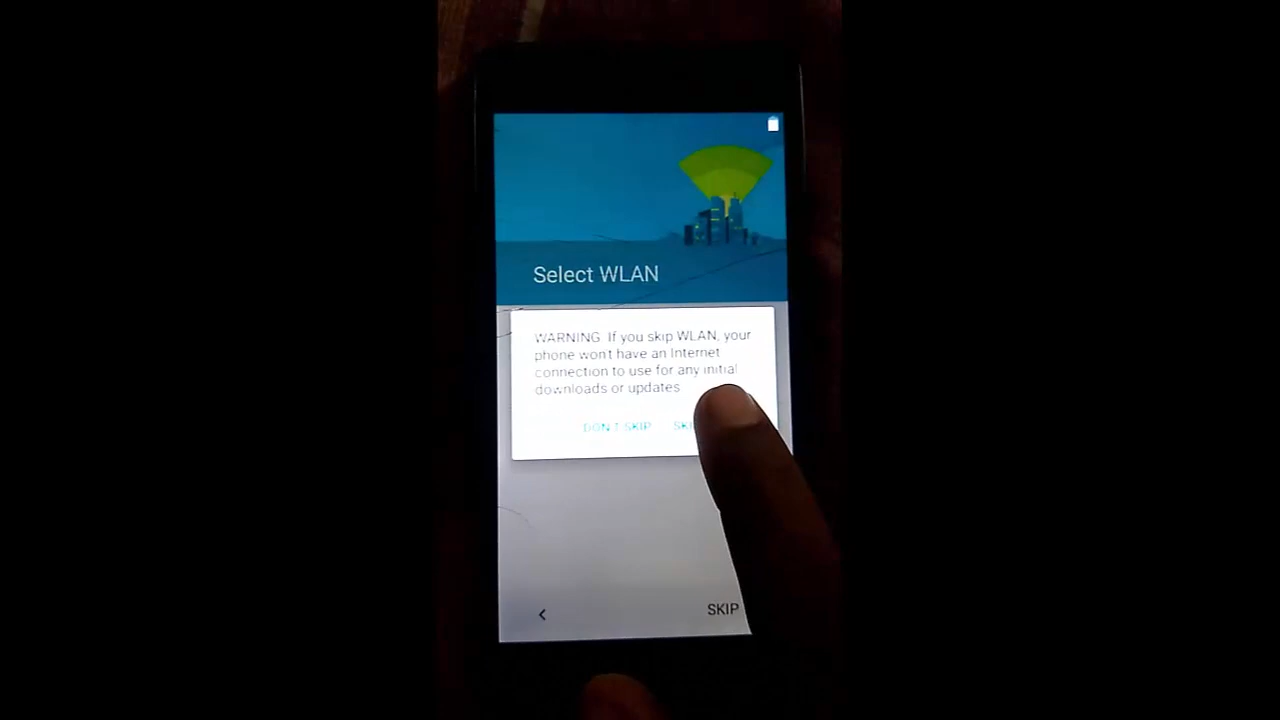 Select WLAN
WARNING: If you skip WLAN, your
phone won't have an Internet
connection to use for any initial
downloads or updates.
DON'T SKIP
SKIP